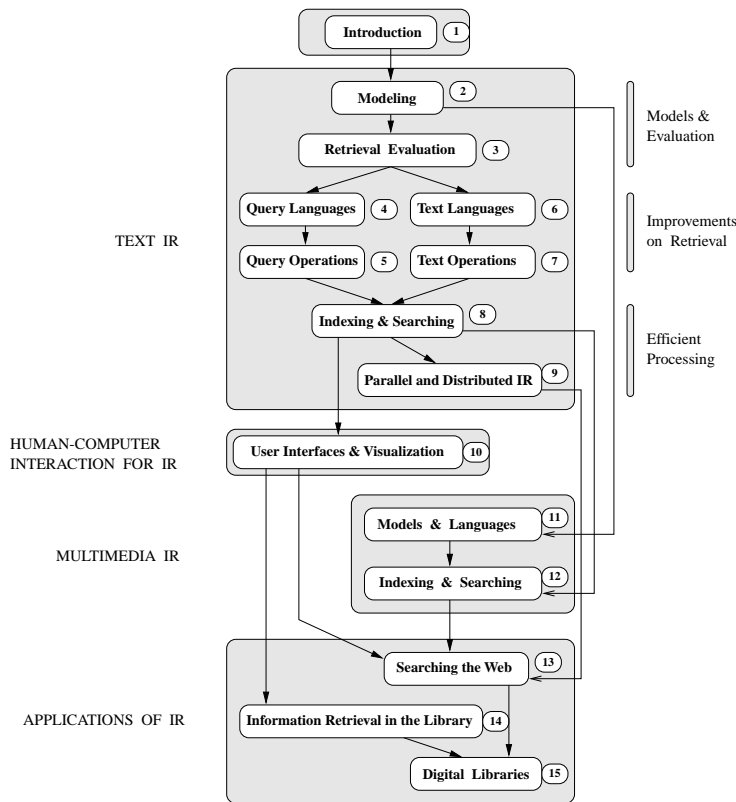 Introduction 1
Modeling 2
Models &
Evaluation
Retrieval Evaluation 3
Query Languages 4
Text Languages 6
TEXT IR
Improvements
on Retrieval
Query Operations 5
Text Operations 7
Indexing & Searching 8
Efficient
Processing
Parallel and Distributed IR 9
HUMAN-COMPUTER
INTERACTION FOR IR
User Interfaces & Visualization 10
Models & Languages 11
MULTIMEDIA IR
Indexing & Searching 12
Searching the Web 13
APPLICATIONS OF IR
Information Retrieval in the Library 14
Digital Libraries 15